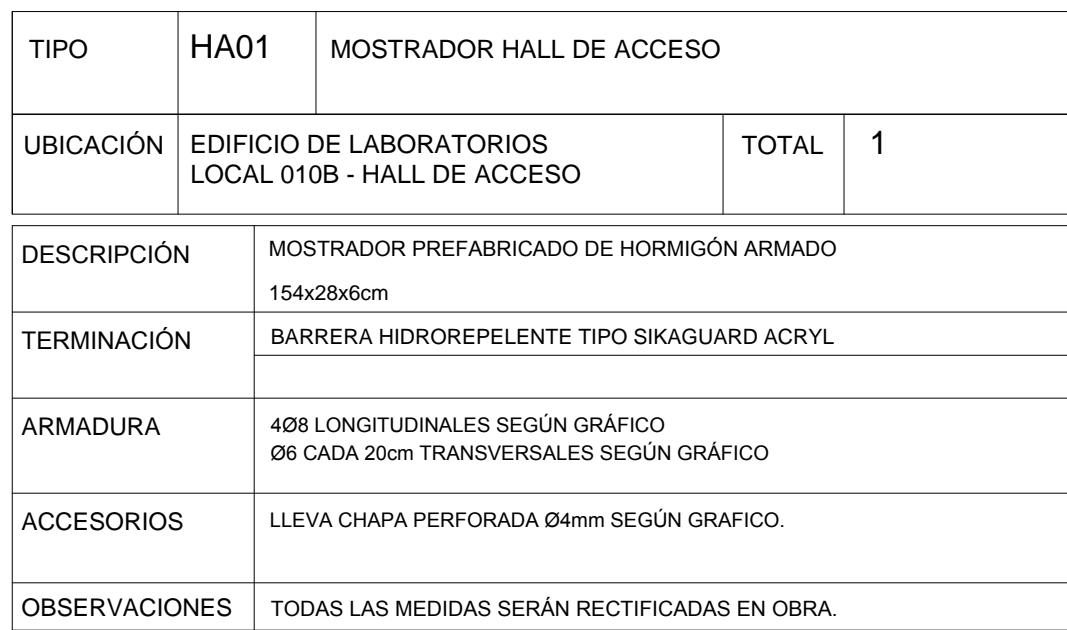 TIPO HA01 MOSTRADOR HALL DE ACCESO
UBICACIÓN EDIFICIO DE LABORATORIOS TOTAL 1
LOCAL 010B - HALL DE ACCESO
DESCRIPCIÓN MOSTRADOR PREFABRICADO DE HORMIGÓN ARMADO
154x28x6cm
TERMINACIÓN BARRERA HIDROREPELENTE TIPO SIKAGUARD ACRYL
ARMADURA 4Ø8 LONGITUDINALES SEGÚN GRÁFICO
Ø6 CADA 20cm TRANSVERSALES SEGÚN GRÁFICO
ACCESORIOS LLEVA CHAPA PERFORADA Ø4mm SEGÚN GRAFICO.
OBSERVACIONES TODAS LAS MEDIDAS SERÁN RECTIFICADAS EN OBRA.